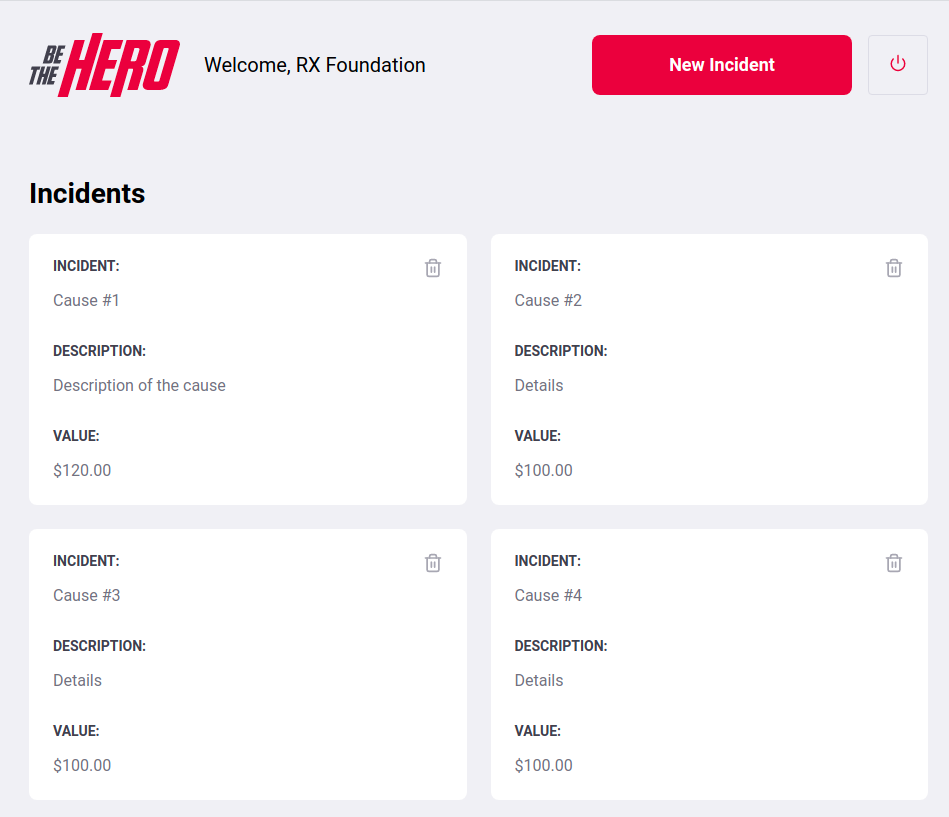 BE
THE HERO
Welcome, RX Foundation
New Incident
Incidents
INCIDENT:
Cause #1
DESCRIPTION:
Description of the cause
VALUE:
$120.00
INCIDENT:
Cause #2
DESCRIPTION:
Details
VALUE:
$100.00
INCIDENT:
Cause #3
DESCRIPTION:
Details
VALUE:
$100.00
INCIDENT:
Cause #4
DESCRIPTION:
Details
VALUE:
$100.00